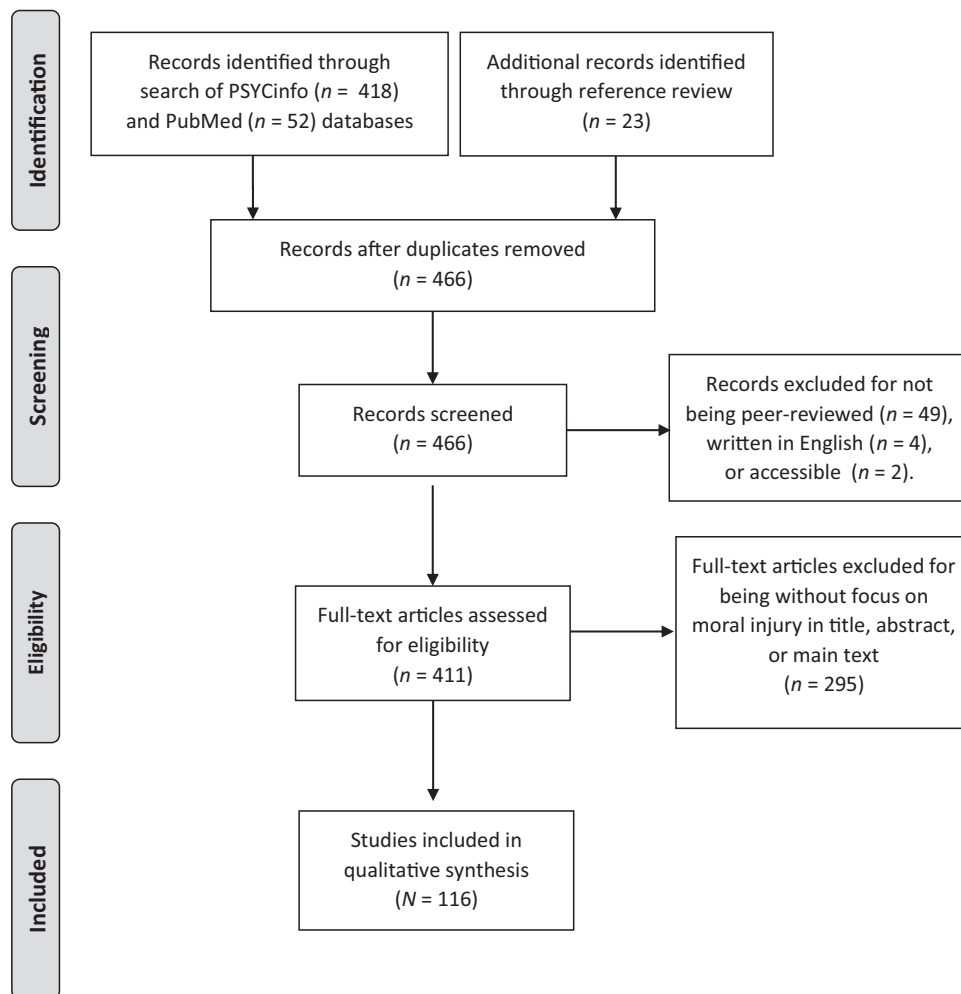 Identification
Records identified through
search of PSYCinfo (n = 418)
and PubMed (n = 52) databases
Additional records identified
through reference review
(n = 23)
Records after duplicates removed
(n = 466)
Screening
Records screened
(n = 466)
Records excluded for not
being peer-reviewed (n = 49),
written in English (n = 4),
or accessible (n = 2).
Eligibility
Full-text articles assessed
for eligibility
(n = 411)
Full-text articles excluded for
being without focus on
moral injury in title, abstract,
or main text
(n = 295)
Included
Studies included in
qualitative synthesis
(N = 116)